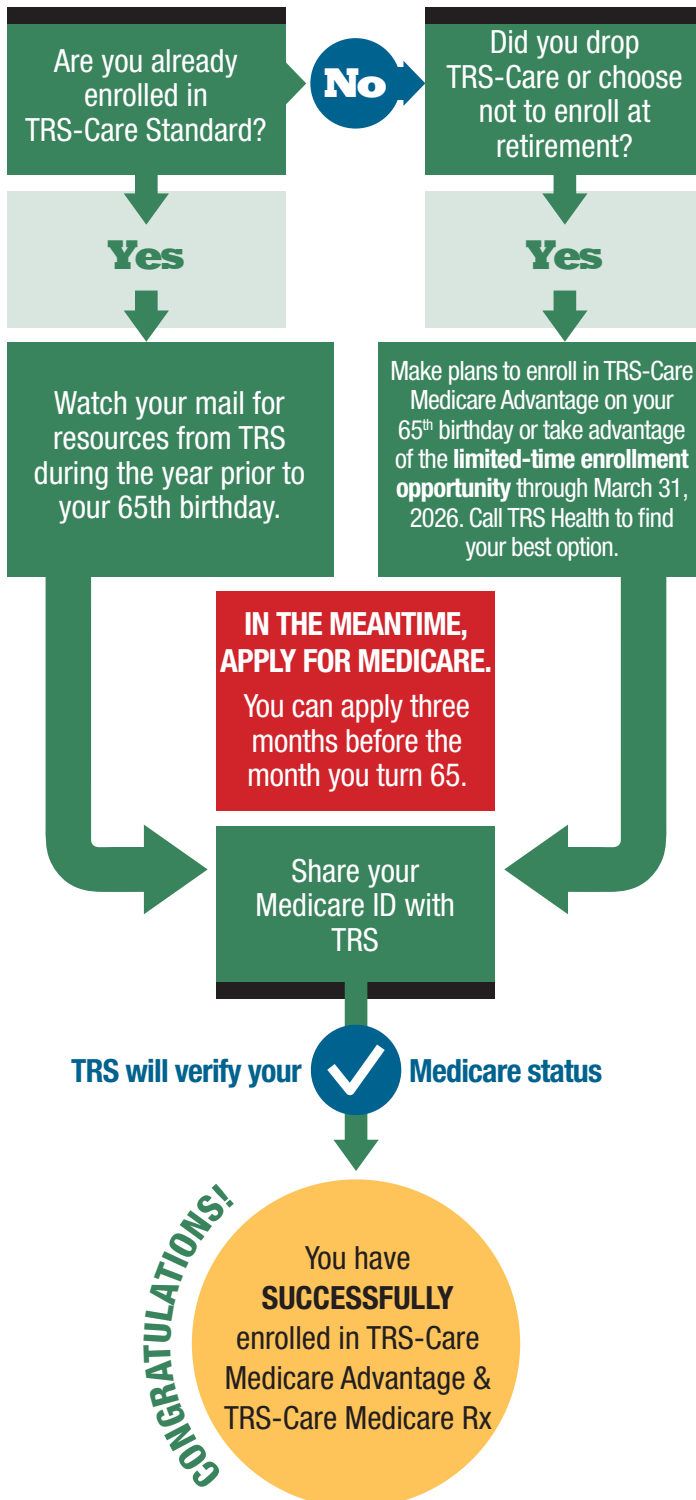 Are you already
enrolled in
TRS-Care Standard?
No
Did you drop
TRS-Care or choose
not to enroll at
retirement?
Yes
Yes
Watch your mail for
resources from TRS
during the year prior to
your 65th birthday.
Make plans to enroll in TRS-Care
Medicare Advantage on your
65th birthday or take advantage
of the limited-time enrollment
opportunity through March 31,
2026. Call TRS Health to find
your best option.
IN THE MEANTIME,
APPLY FOR MEDICARE.
You can apply three
months before the
month you turn 65.
Share your
Medicare ID with
TRS
TRS will verify your Medicare status
CONGRATULATIONS!
You have
SUCCESSFULLY
enrolled in TRS-Care
Medicare Advantage &
TRS-Care Medicare Rx